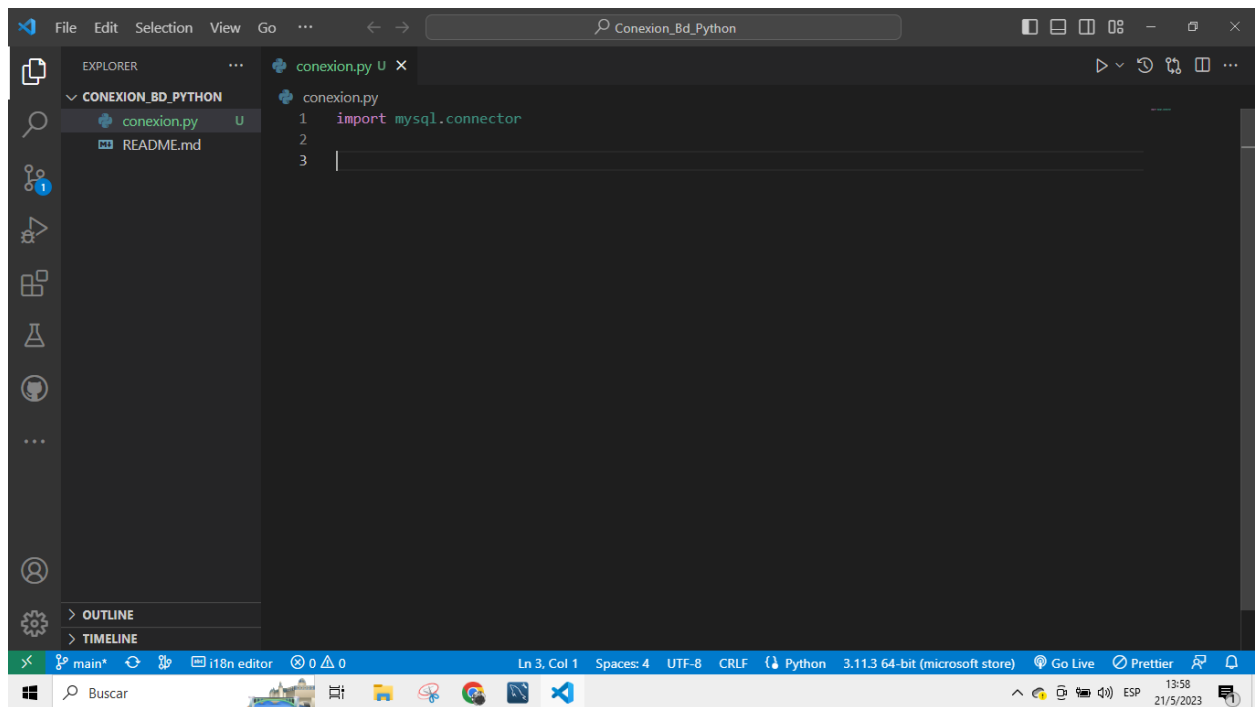 File Edit Selection View Go ··· Conexion_Bd_Python
EXPLORER ···
conexion.py U
CONEXION_BD_PYTHON
conexion.py
conexion.py U
1 import mysql.connector
README.md
2
3
1
OUTLINE
TIMELINE
main* i18n editor 0 0 Ln 3, Col 1 Spaces: 4 UTF-8 CRLF Python 3.11.3 64-bit (microsoft store) Go Live Prettier
Buscar ESP 13:58
21/5/2023 1